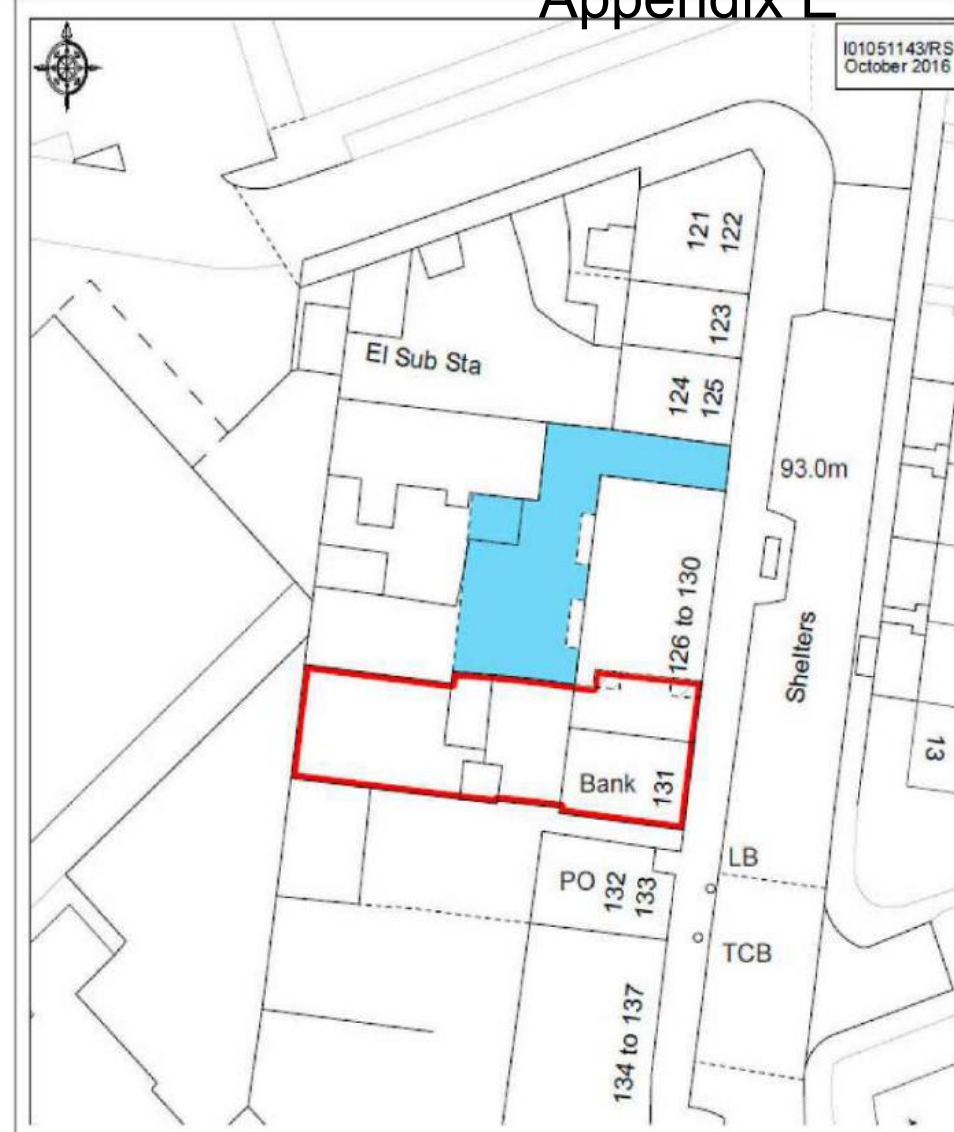 Appendix E
I01051143/RS
October 2016
121
122
123
El Sub Sta
124
125
93.0m
126 to 130
Shelters
13
Bank
131
LB
PO
132
133
TCB
134 to 137